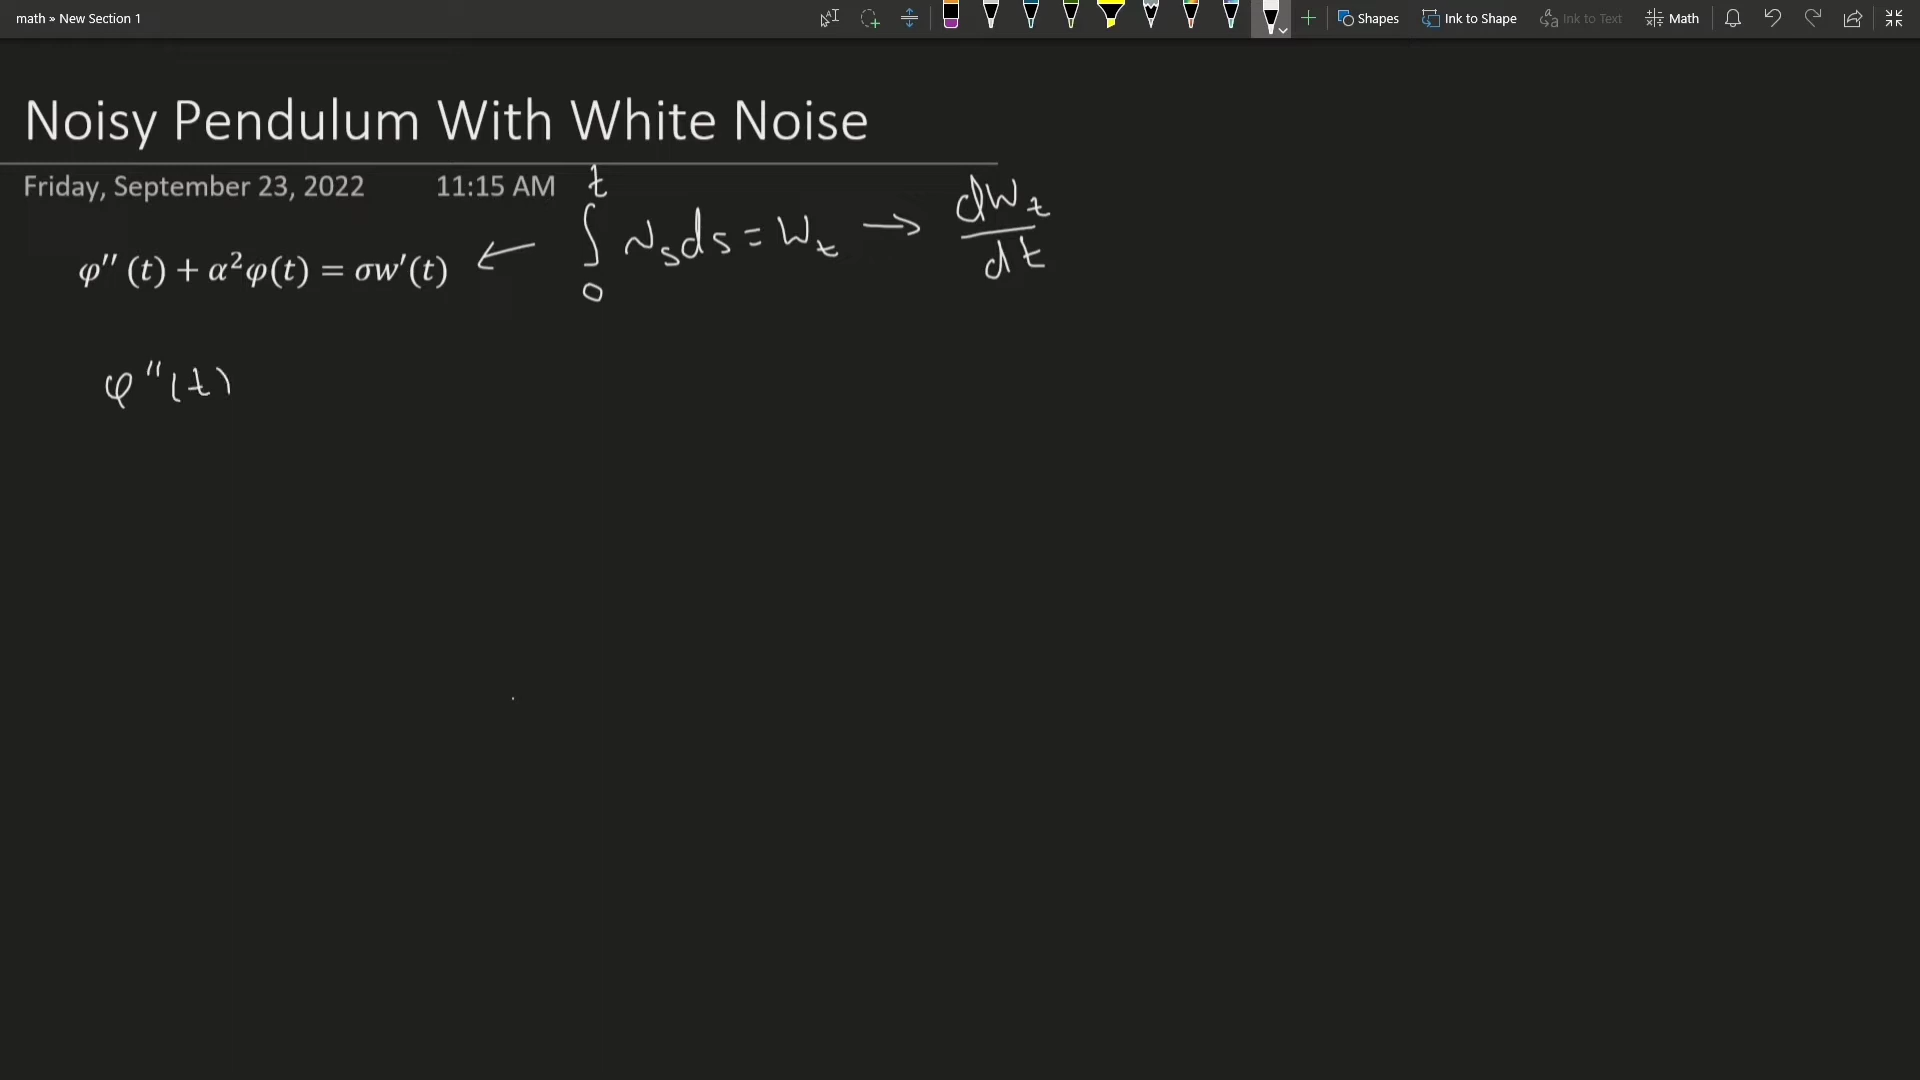 math » New Section 1
Shapes Ink to Shape Ink to Text Math
Noisy Pendulum With White Noise
Friday, September 23, 2022 11:15 AM
φ′′ (t) + α²φ(t) = σw′(t) ← ∫₀ᵗ Nₛds = Wₜ → dWₜ/dt
φ″(t)